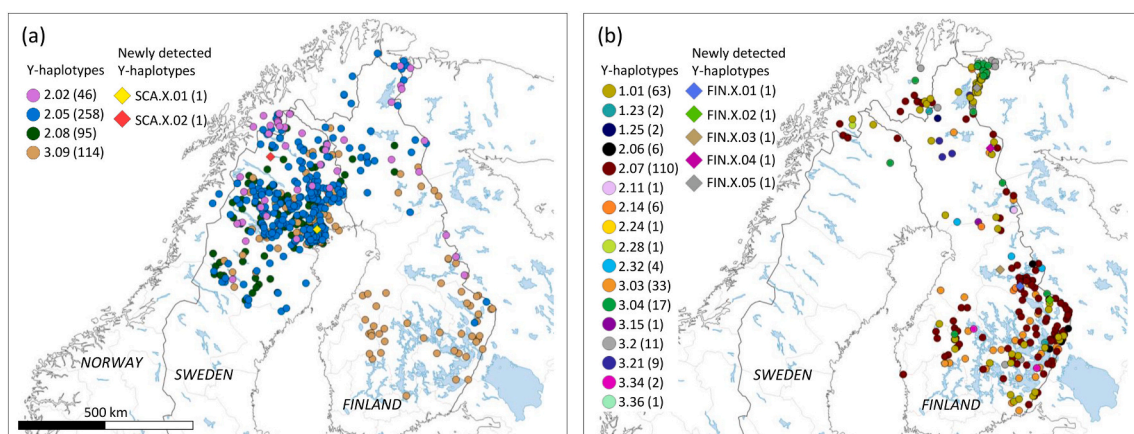 (a)
Y-haplotypes
2.02 (46)
2.05 (258)
2.08 (95)
3.09 (114)
Newly detected
Y-haplotypes
SCA.X.01 (1)
SCA.X.02 (1)
NORWAY
SWEDEN
FINLAND
500 km
(b)
Y-haplotypes
1.01 (63)
1.23 (2)
1.25 (2)
2.06 (6)
2.07 (110)
2.11 (1)
2.14 (6)
2.24 (1)
2.28 (1)
2.32 (4)
3.03 (33)
3.04 (17)
3.15 (1)
3.2 (11)
3.21 (9)
3.34 (2)
3.36 (1)
Newly detected
Y-haplotypes
FIN.X.01 (1)
FIN.X.02 (1)
FIN.X.03 (1)
FIN.X.04 (1)
FIN.X.05 (1)
SWEDEN
FINLAND